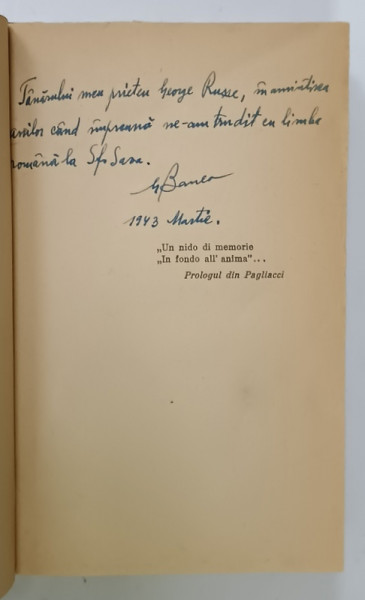 Tânărului meu prieten George Russe, în amintirea
anilor când împreună ne-am trudit cu limba
română la Sf. Sava.
G Banea
1943 Martie.
„Un nido di memorie
„In fondo all' anima"...
Prologul din Pagliacci